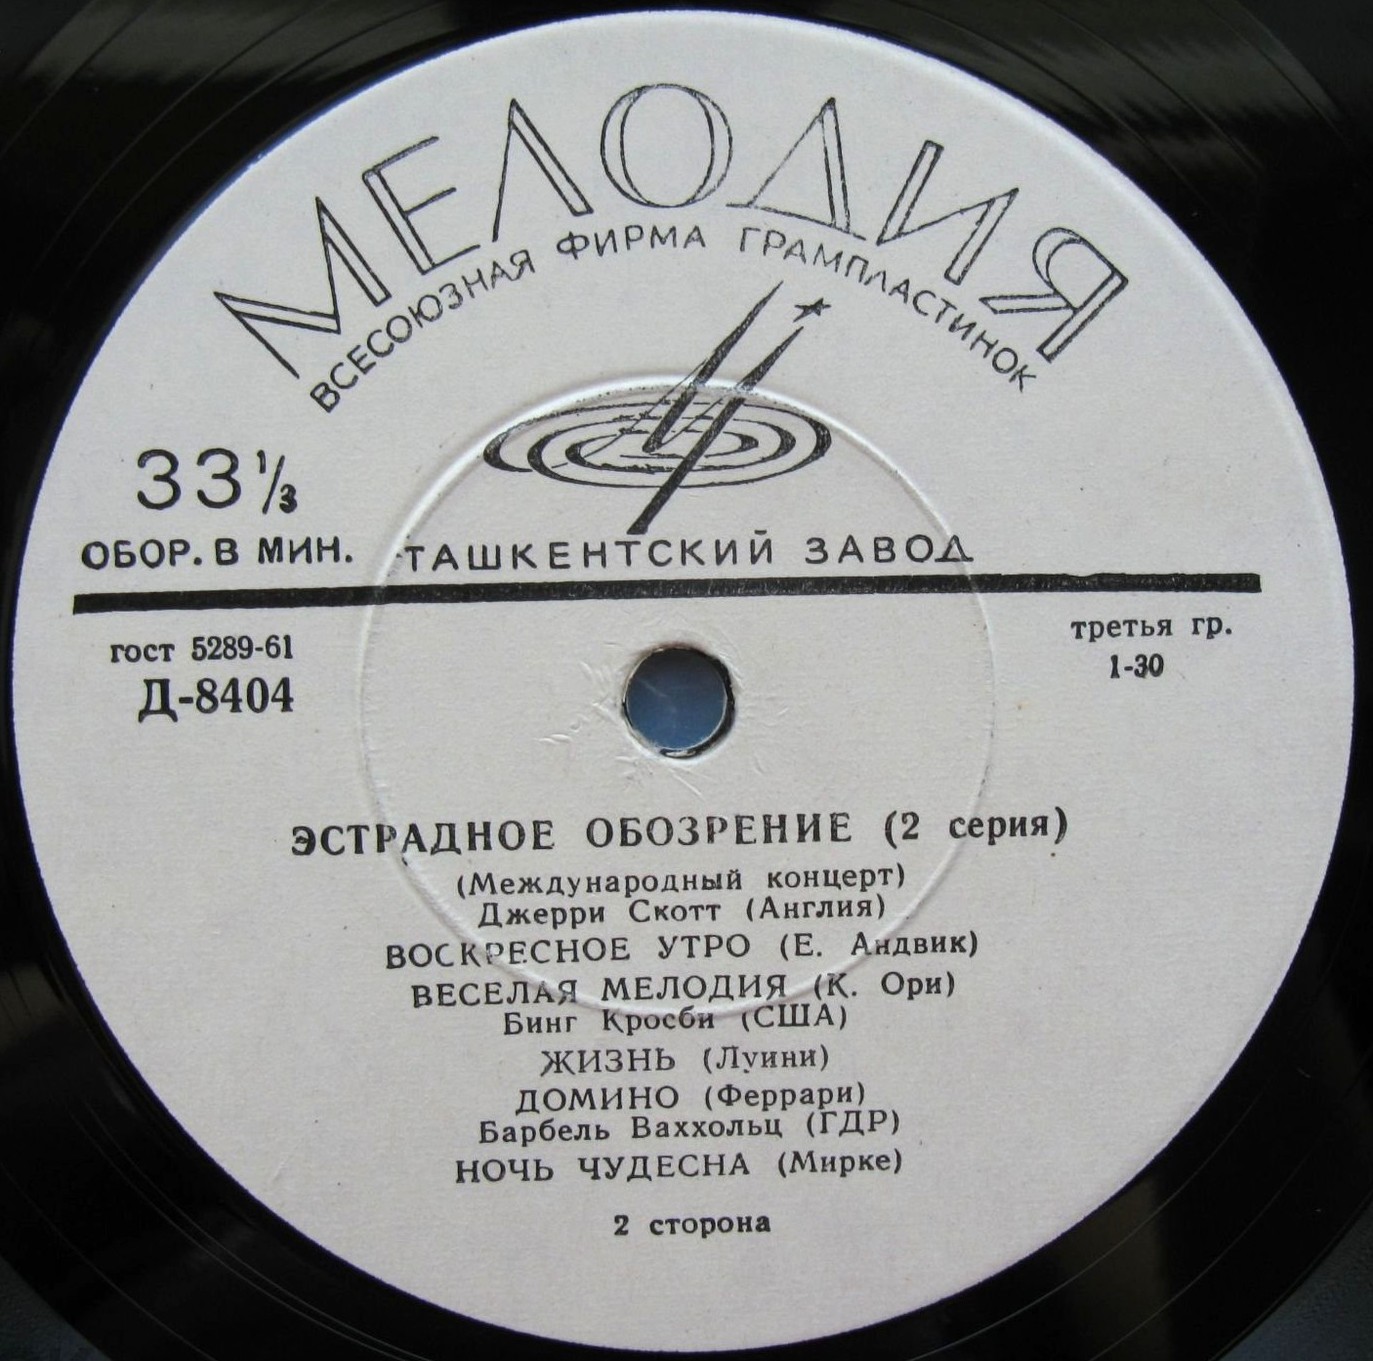 МЕЛОДИЯ
ВСЕСОЮЗНАЯ ФИРМА ГРАМПЛАСТИНОК
33⅓
ОБОР. В МИН.
ТАШКЕНТСКИЙ ЗАВОД
гост 5289-61
Д-8404
третья гр.
1-30
ЭСТРАДНОЕ ОБОЗРЕНИЕ (2 серия)
(Международный концерт)
Джерри Скотт (Англия)
ВОСКРЕСНОЕ УТРО (Е. Андвик)
ВЕСЕЛАЯ МЕЛОДИЯ (К. Ори)
Бинг Кросби (США)
ЖИЗНЬ (Луини)
ДОМИНО (Феррари)
Барбель Ваххольц (ГДР)
НОЧЬ ЧУДЕСНА (Мирке)
2 сторона